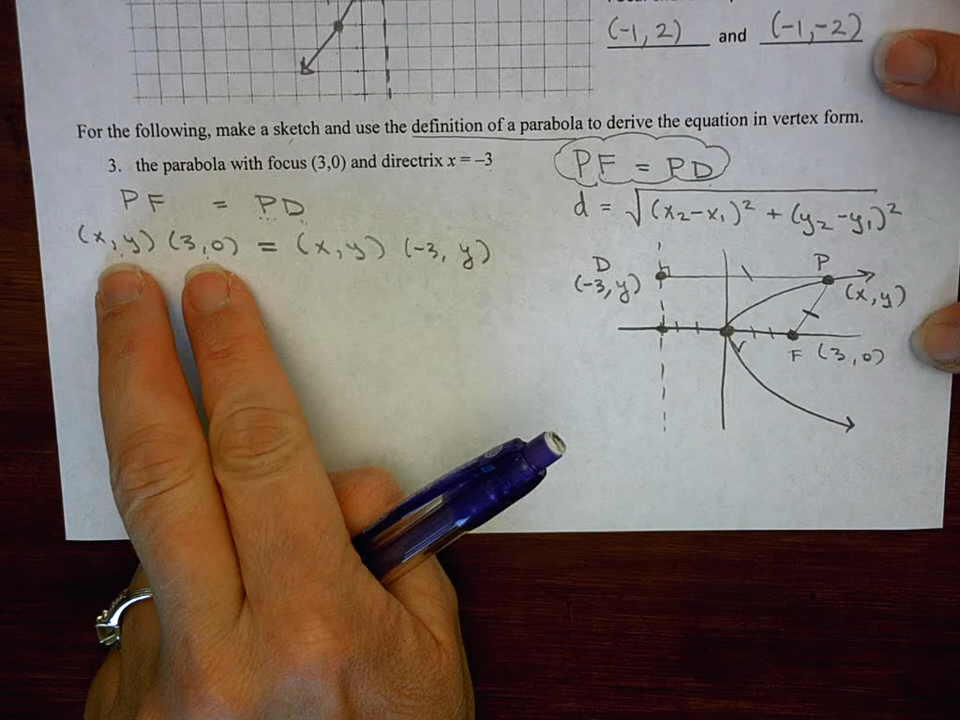 (-1, 2) and (-1, -2)
For the following, make a sketch and use the definition of a parabola to derive the equation in vertex form.
3. the parabola with focus (3,0) and directrix x = –3
PF = PD
PF = PD
d = √(x₂-x₁)² + (y₂-y₁)²
(x, y) (3, 0) = (x, y) (-3, y)
D
P
(-3, y)
(x, y)
V
F (3, 0)